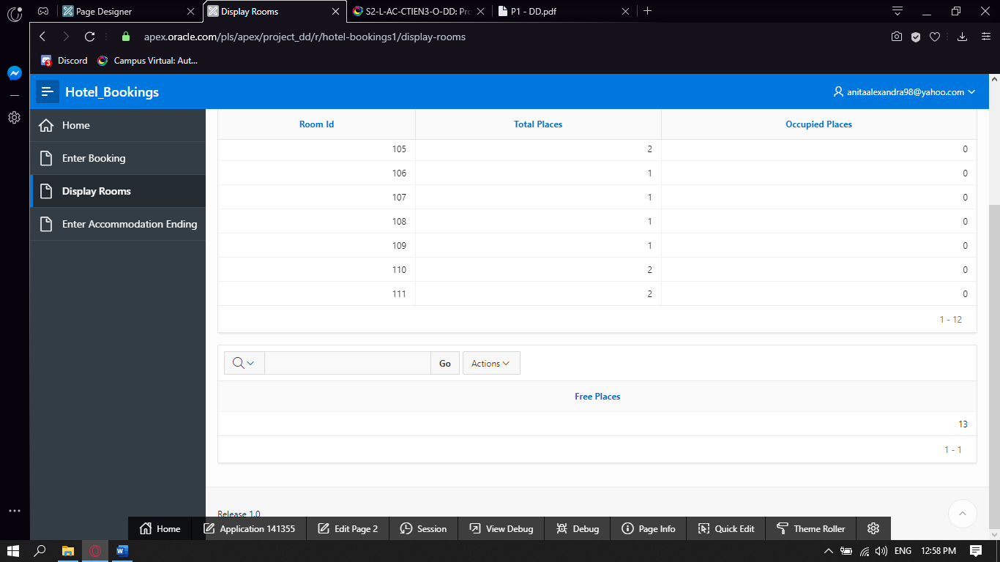 Page Designer
Display Rooms
S2-L-AC-CTIEN3-O-DD: Pro
P1 - DD.pdf
apex.oracle.com/pls/apex/project_dd/r/hotel-bookings1/display-rooms
3
Discord
Campus Virtual: Aut...
Hotel_Bookings
anitaalexandra98@yahoo.com
Home
Enter Booking
Display Rooms
Enter Accommodation Ending
Room Id Total Places Occupied Places
105 2 0
106 1 0
107 1 0
108 1 0
109 1 0
110 2 0
111 2 0
1 - 12
Go
Actions
Free Places
13
1 - 1
Release 1.0
Home
Application 141355
Edit Page 2
Session
View Debug
Debug
Page Info
Quick Edit
Theme Roller
ENG
12:58 PM